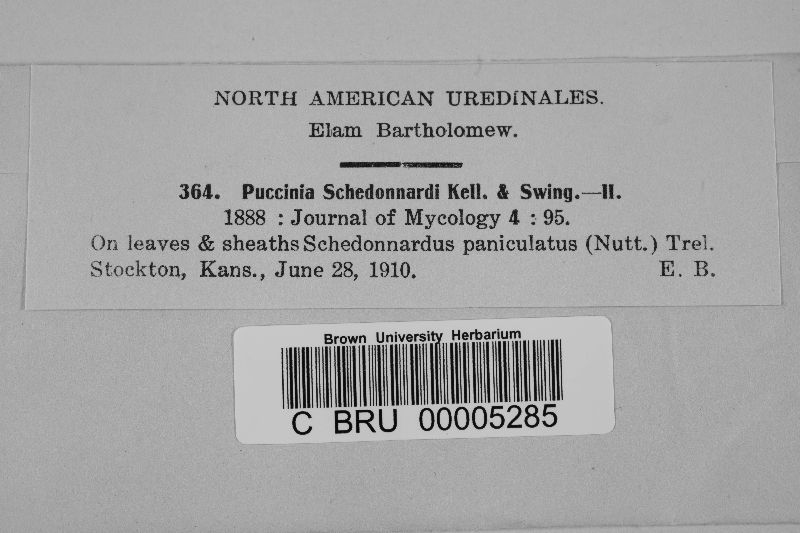 NORTH AMERICAN UREDINALES.
Elam Bartholomew.
364. Puccinia Schedonnardi Kell. & Swing.—II.
1888 : Journal of Mycology 4 : 95.
On leaves & sheaths Schedonnardus paniculatus (Nutt.) Trel.
Stockton, Kans., June 28, 1910. E. B.
Brown University Herbarium
C BRU 00005285